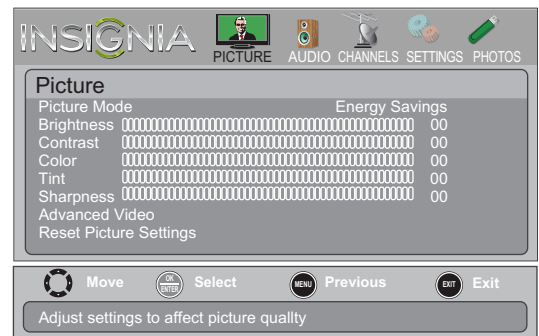 INSIGNIA
PICTURE AUDIO CHANNELS SETTINGS PHOTOS
Picture
Picture Mode Energy Savings
Brightness 00
Contrast 00
Color 00
Tint 00
Sharpness 00
Advanced Video
Reset Picture Settings
Move OK ENTER Select MENU Previous EXIT Exit
Adjust settings to affect picture quallty